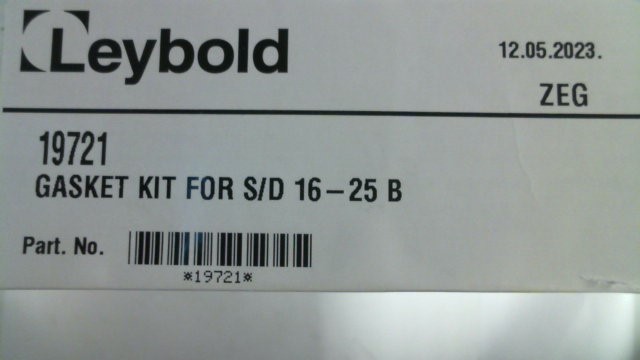 Leybold
12.05.2023.
ZEG
19721
GASKET KIT FOR S/D 16–25 B
Part. No.
*19721*